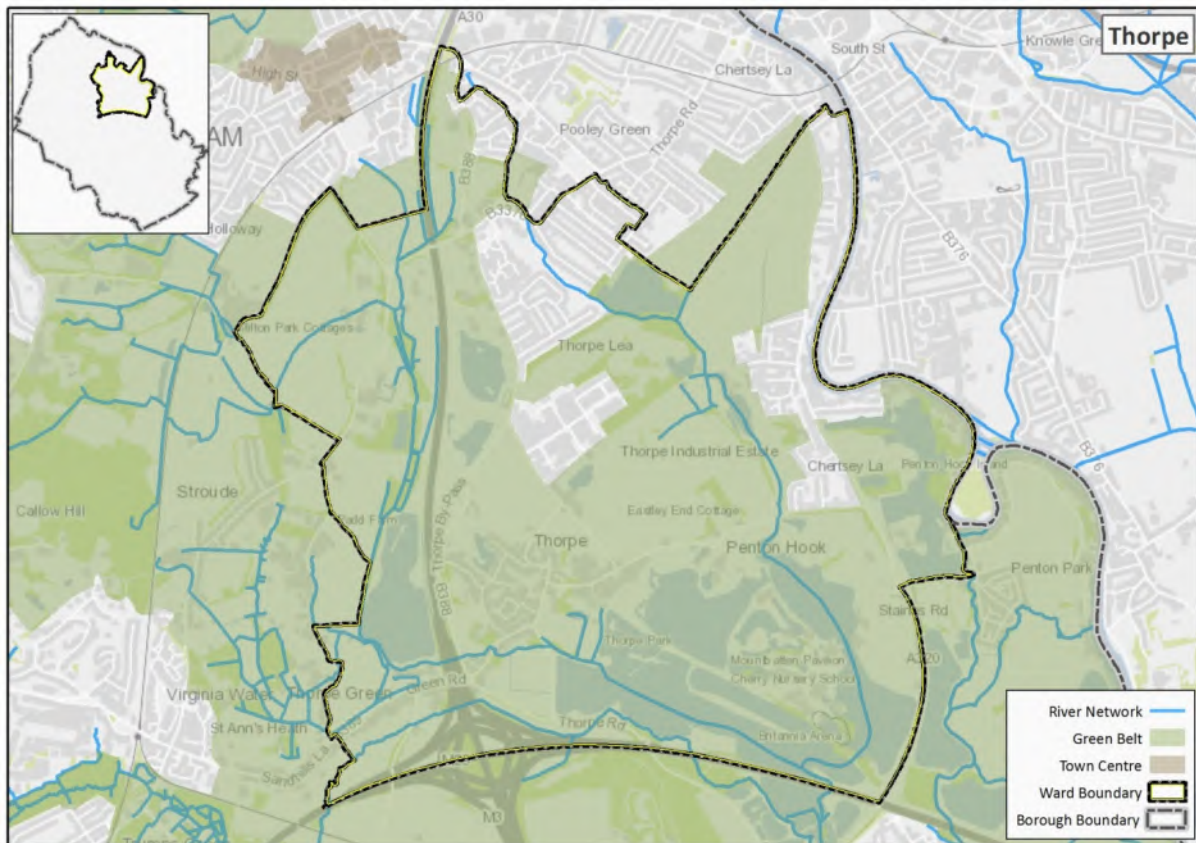 Thorpe
A30
South St
Knowle Gre
High St
Chertsey La
Pooley Green
Thorpe Rd
AM
B388
B376
Holloway
Thorpe Lea
Thorpe Industrial Estate
Chertsey La
Penton Hook Island
B376
Stroude
Callow Hill
Thorpe By-Pass
Eastley End Cottage
Thorpe
Penton Hook
Penton Park
B388
Staines Rd
Thorpe Park
A320
Mountbatten Pavilion
Cherry Nursery School
Virginia Water
Thorpe Green
Green Rd
St Ann's Heath
B389
Thorpe Rd
Britannia Arena
Sandhills La
M3
River Network
Green Belt
Town Centre
Ward Boundary
Borough Boundary